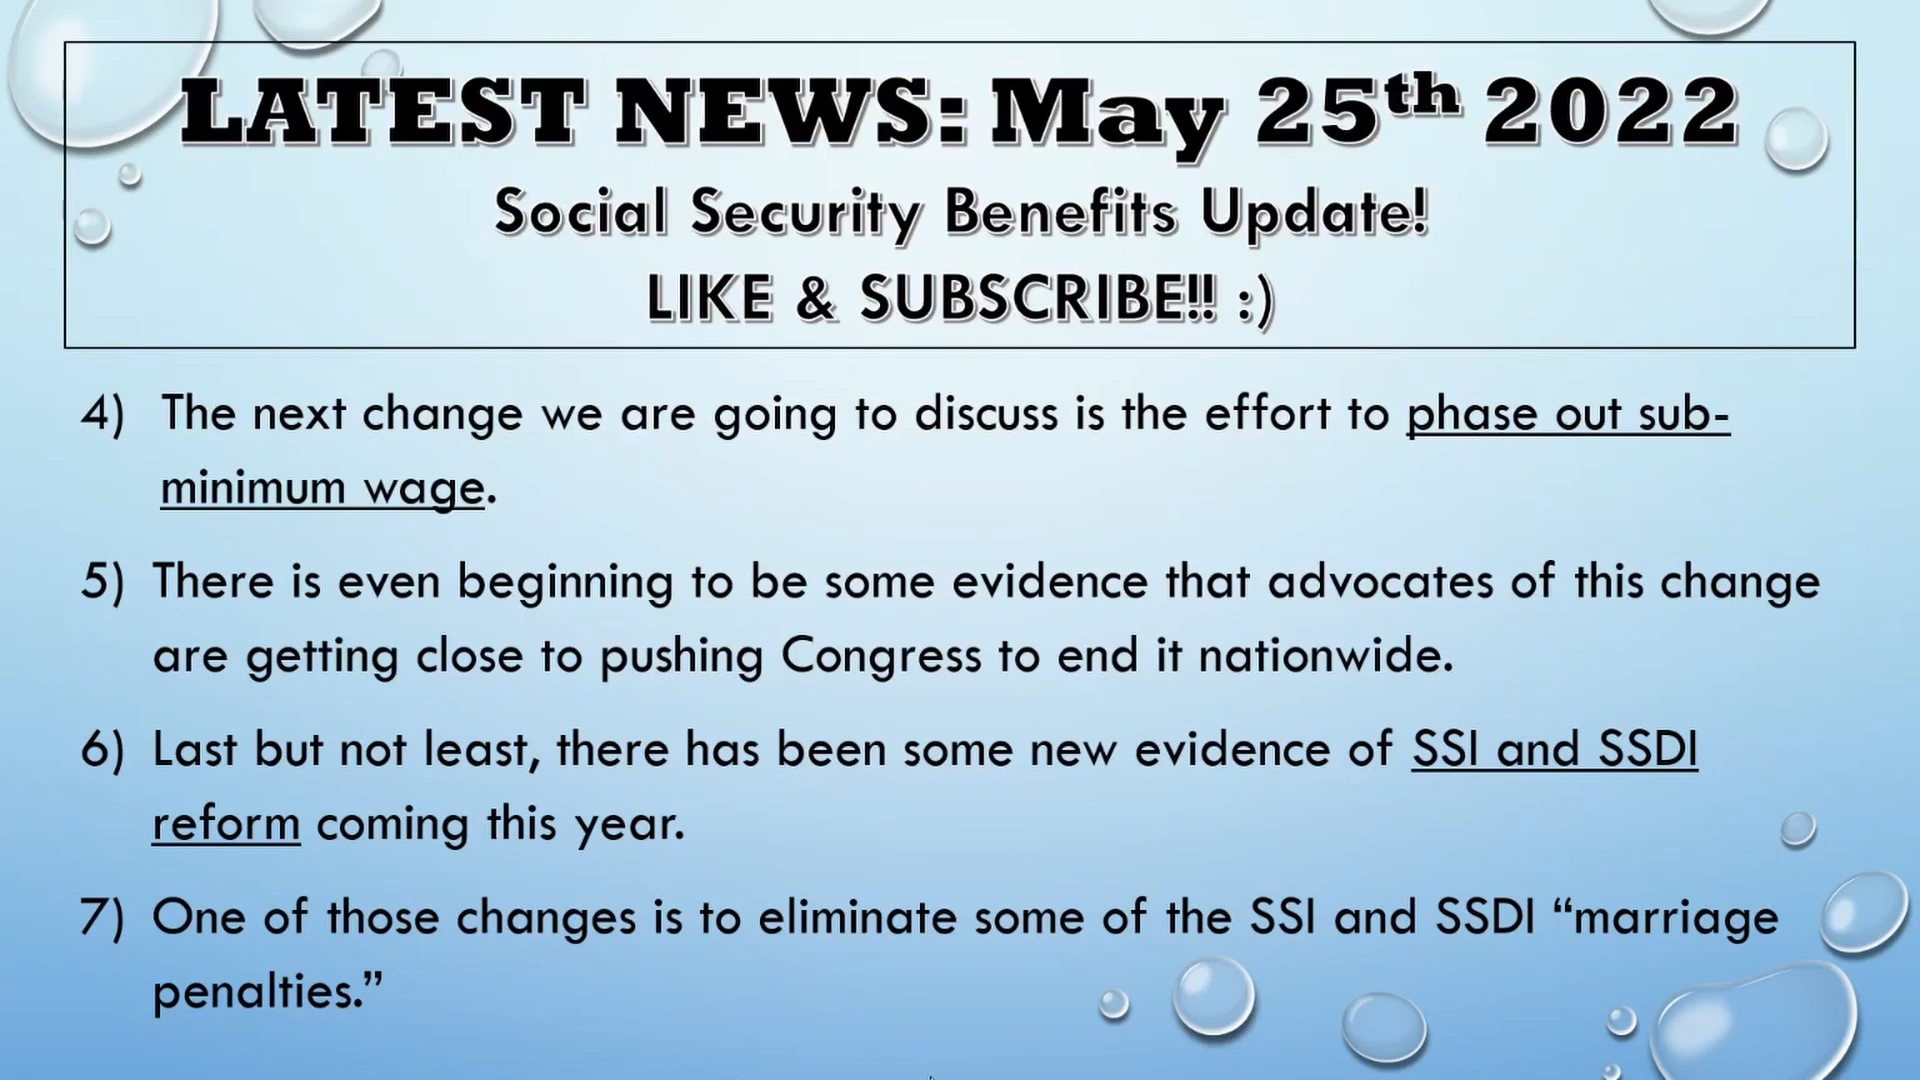 LATEST NEWS: May 25th 2022
Social Security Benefits Update!
LIKE & SUBSCRIBE!! :)
4) The next change we are going to discuss is the effort to phase out sub-
minimum wage.
5) There is even beginning to be some evidence that advocates of this change
are getting close to pushing Congress to end it nationwide.
6) Last but not least, there has been some new evidence of SSI and SSDI
reform coming this year.
7) One of those changes is to eliminate some of the SSI and SSDI “marriage
penalties.”